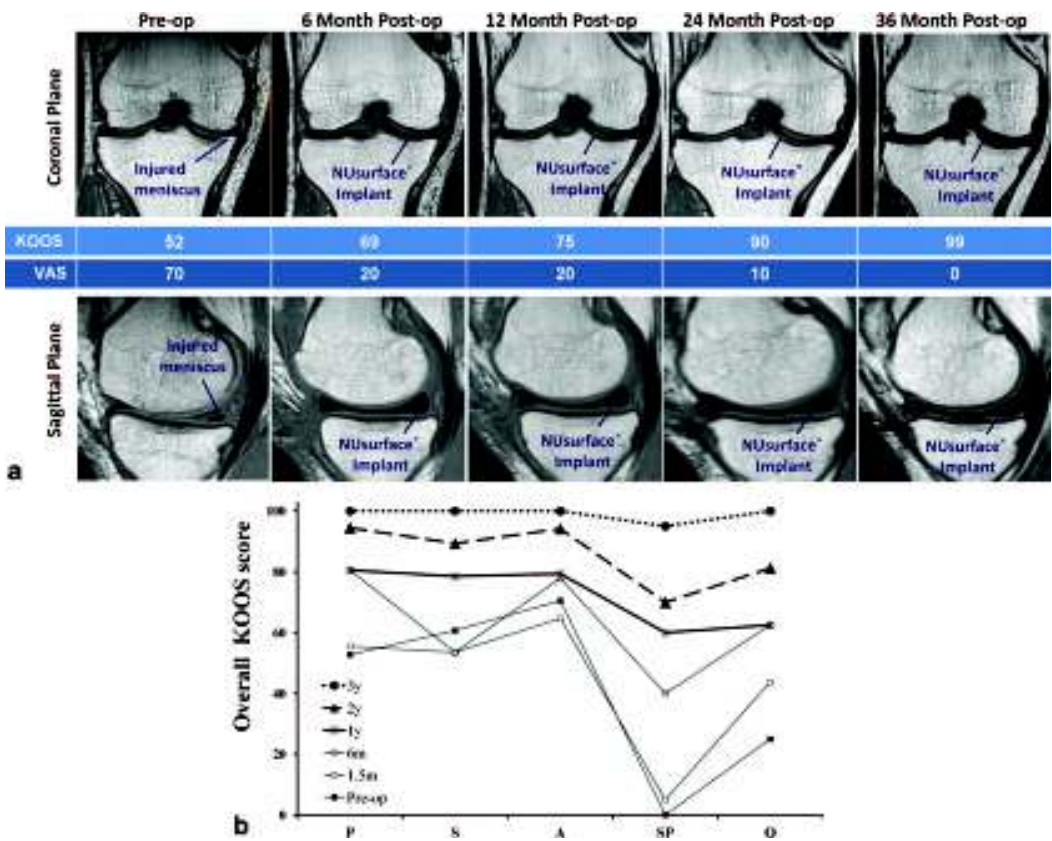 Pre-op 6 Month Post-op 12 Month Post-op 24 Month Post-op 36 Month Post-op
Coronal Plane
Injured meniscus
NUsurface* Implant
NUsurface* Implant
NUsurface* Implant
NUsurface* Implant
KOOS 52 69 75 90 99
VAS 70 20 20 10 0
Sagittal Plane
Injured meniscus
NUsurface* Implant
NUsurface* Implant
NUsurface* Implant
NUsurface* Implant
a
Overall KOOS score
100
80
60
40
20
0
3y
2y
1y
6m
1.5m
Pre-op
P S A SP Q
b